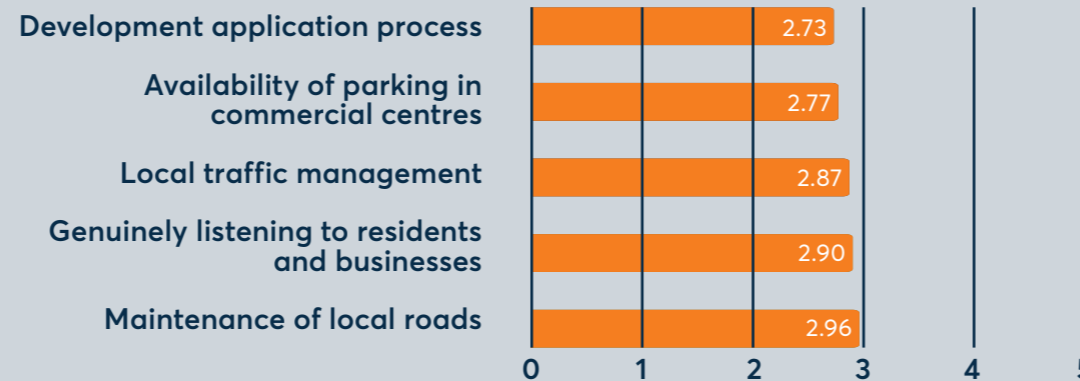 Development application process
2.73
Availability of parking in
commercial centres
2.77
Local traffic management
2.87
Genuinely listening to residents
and businesses
2.90
Maintenance of local roads
2.96
0 1 2 3 4